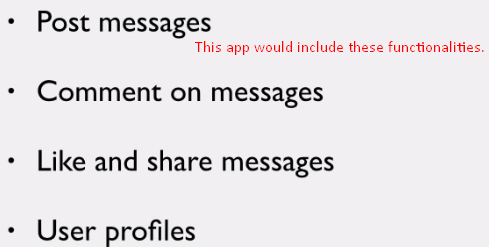 • Post messages
This app would include these functionalities.
• Comment on messages
• Like and share messages
• User profiles